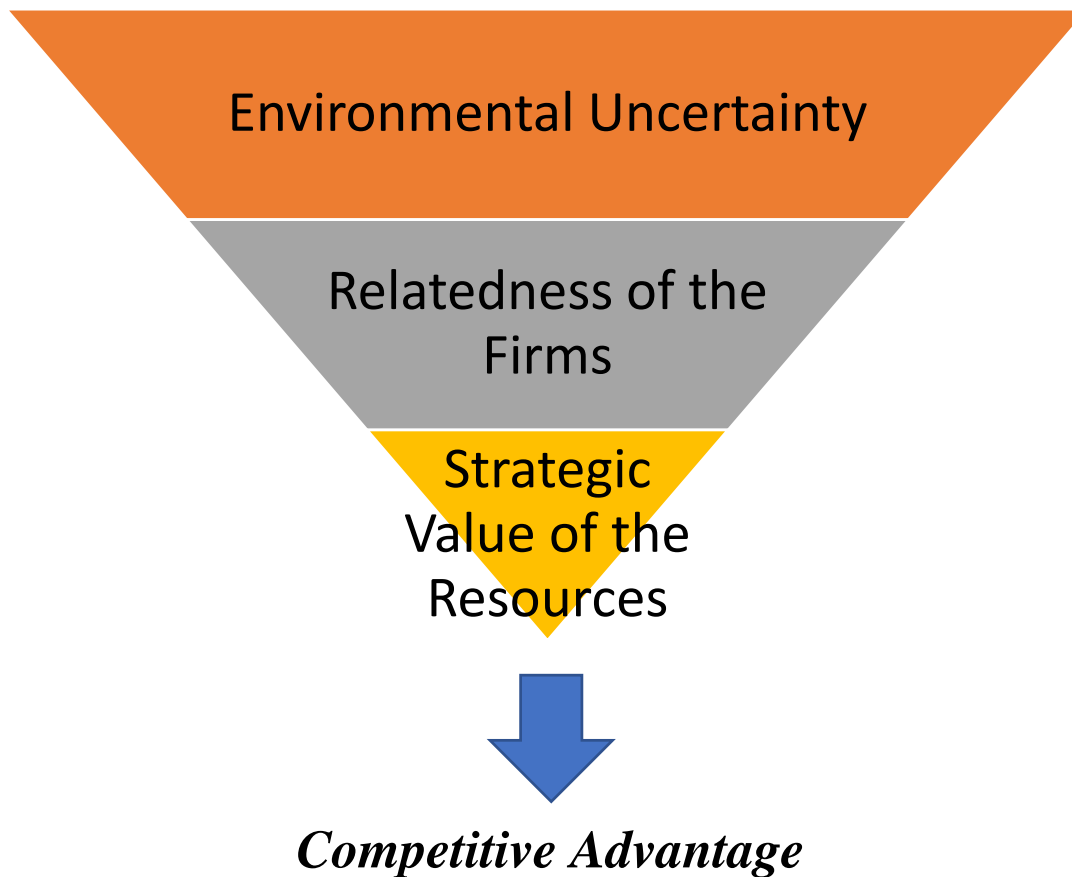 Environmental Uncertainty
Relatedness of the
Firms
Strategic
Value of the
Resources
Competitive Advantage